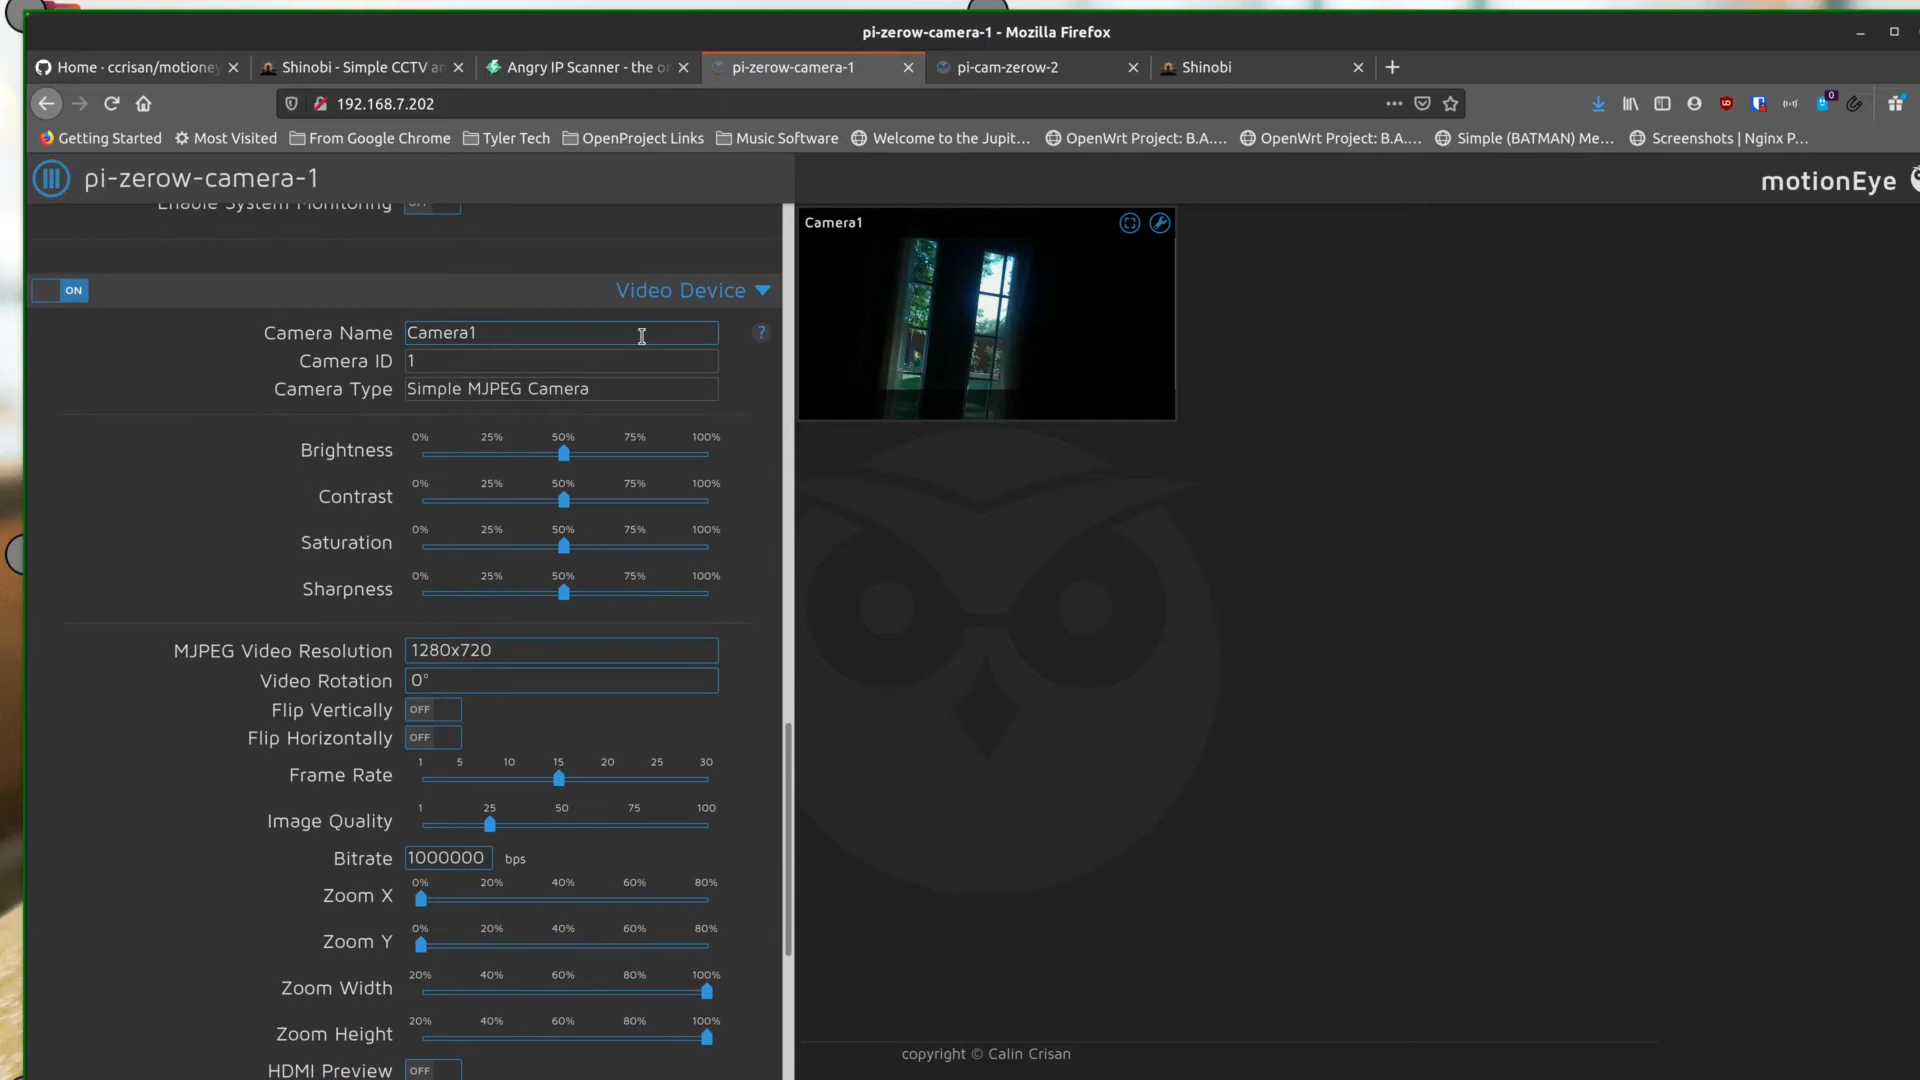 pi-zerow-camera-1 - Mozilla Firefox
Home · ccrisan/motioney
Shinobi - Simple CCTV an
Angry IP Scanner - the or
pi-zerow-camera-1
pi-cam-zerow-2
Shinobi
192.168.7.202
0
Getting Started
Most Visited
From Google Chrome
Tyler Tech
OpenProject Links
Music Software
Welcome to the Jupit…
OpenWrt Project: B.A.…
OpenWrt Project: B.A.…
Simple (BATMAN) Me…
Screenshots | Nginx P…
pi-zerow-camera-1
motionEye
Enable System Monitoring
Camera1
ON
Video Device
Camera Name Camera1 ?
Camera ID 1
Camera Type Simple MJPEG Camera
0% 25% 50% 75% 100%
Brightness
0% 25% 50% 75% 100%
Contrast
0% 25% 50% 75% 100%
Saturation
0% 25% 50% 75% 100%
Sharpness
MJPEG Video Resolution 1280x720
Video Rotation 0°
Flip Vertically OFF
Flip Horizontally OFF
1 5 10 15 20 25 30
Frame Rate
1 25 50 75 100
Image Quality
Bitrate 1000000 bps
0% 20% 40% 60% 80%
Zoom X
0% 20% 40% 60% 80%
Zoom Y
20% 40% 60% 80% 100%
Zoom Width
20% 40% 60% 80% 100%
Zoom Height
HDMI Preview OFF
copyright © Calin Crisan